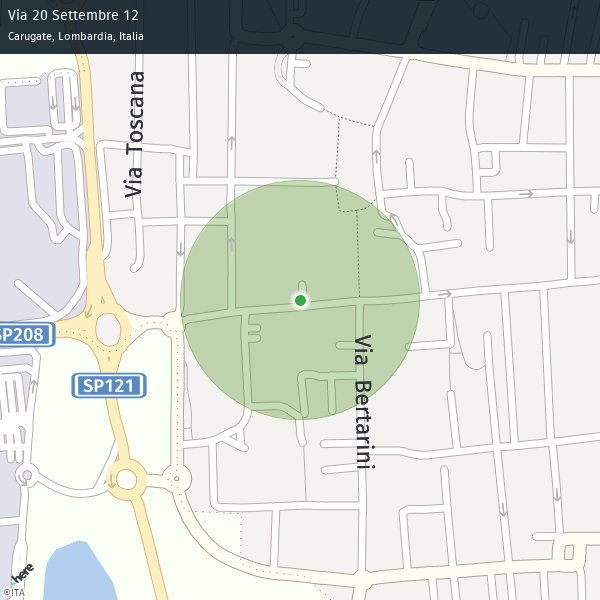 Via 20 Settembre 12
Carugate, Lombardia, Italia
Via Toscana
SP208
SP121
Via Bertarini
here
©ITA